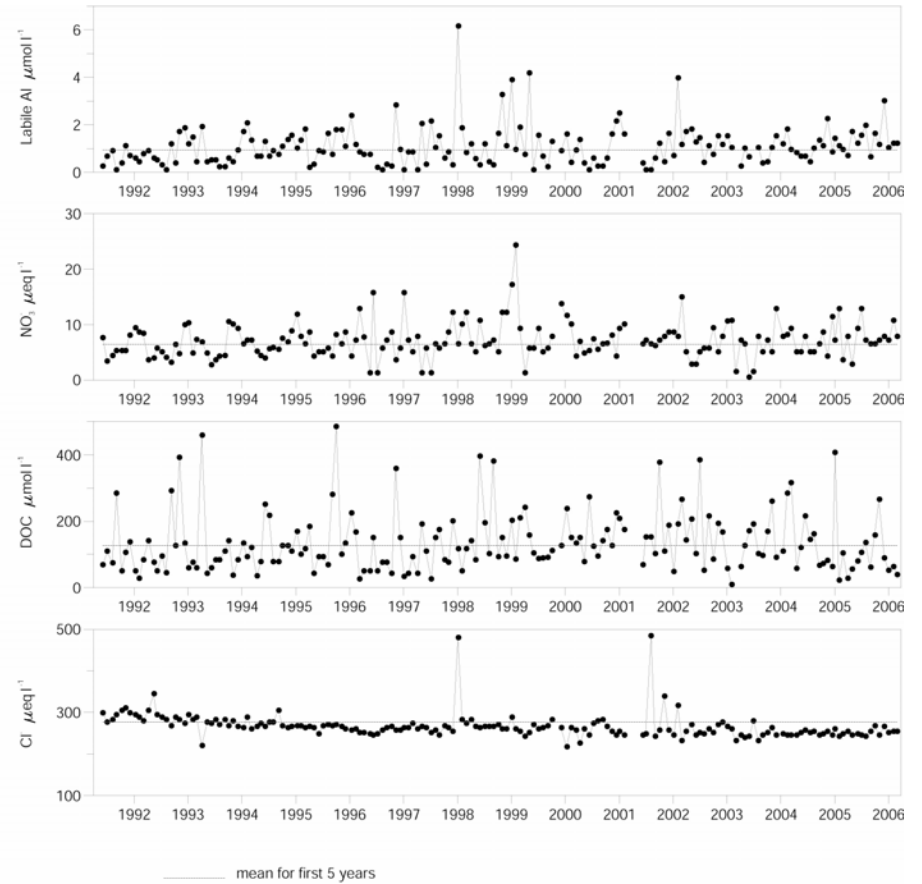 Labile Al μmol l⁻¹
6
4
2
0
1992 1993 1994 1995 1996 1997 1998 1999 2000 2001 2002 2003 2004 2005 2006
NO₃ μeq l⁻¹
30
20
10
0
1992 1993 1994 1995 1996 1997 1998 1999 2000 2001 2002 2003 2004 2005 2006
DOC μmol l⁻¹
400
200
0
1992 1993 1994 1995 1996 1997 1998 1999 2000 2001 2002 2003 2004 2005 2006
Cl μeq l⁻¹
500
300
100
1992 1993 1994 1995 1996 1997 1998 1999 2000 2001 2002 2003 2004 2005 2006
mean for first 5 years